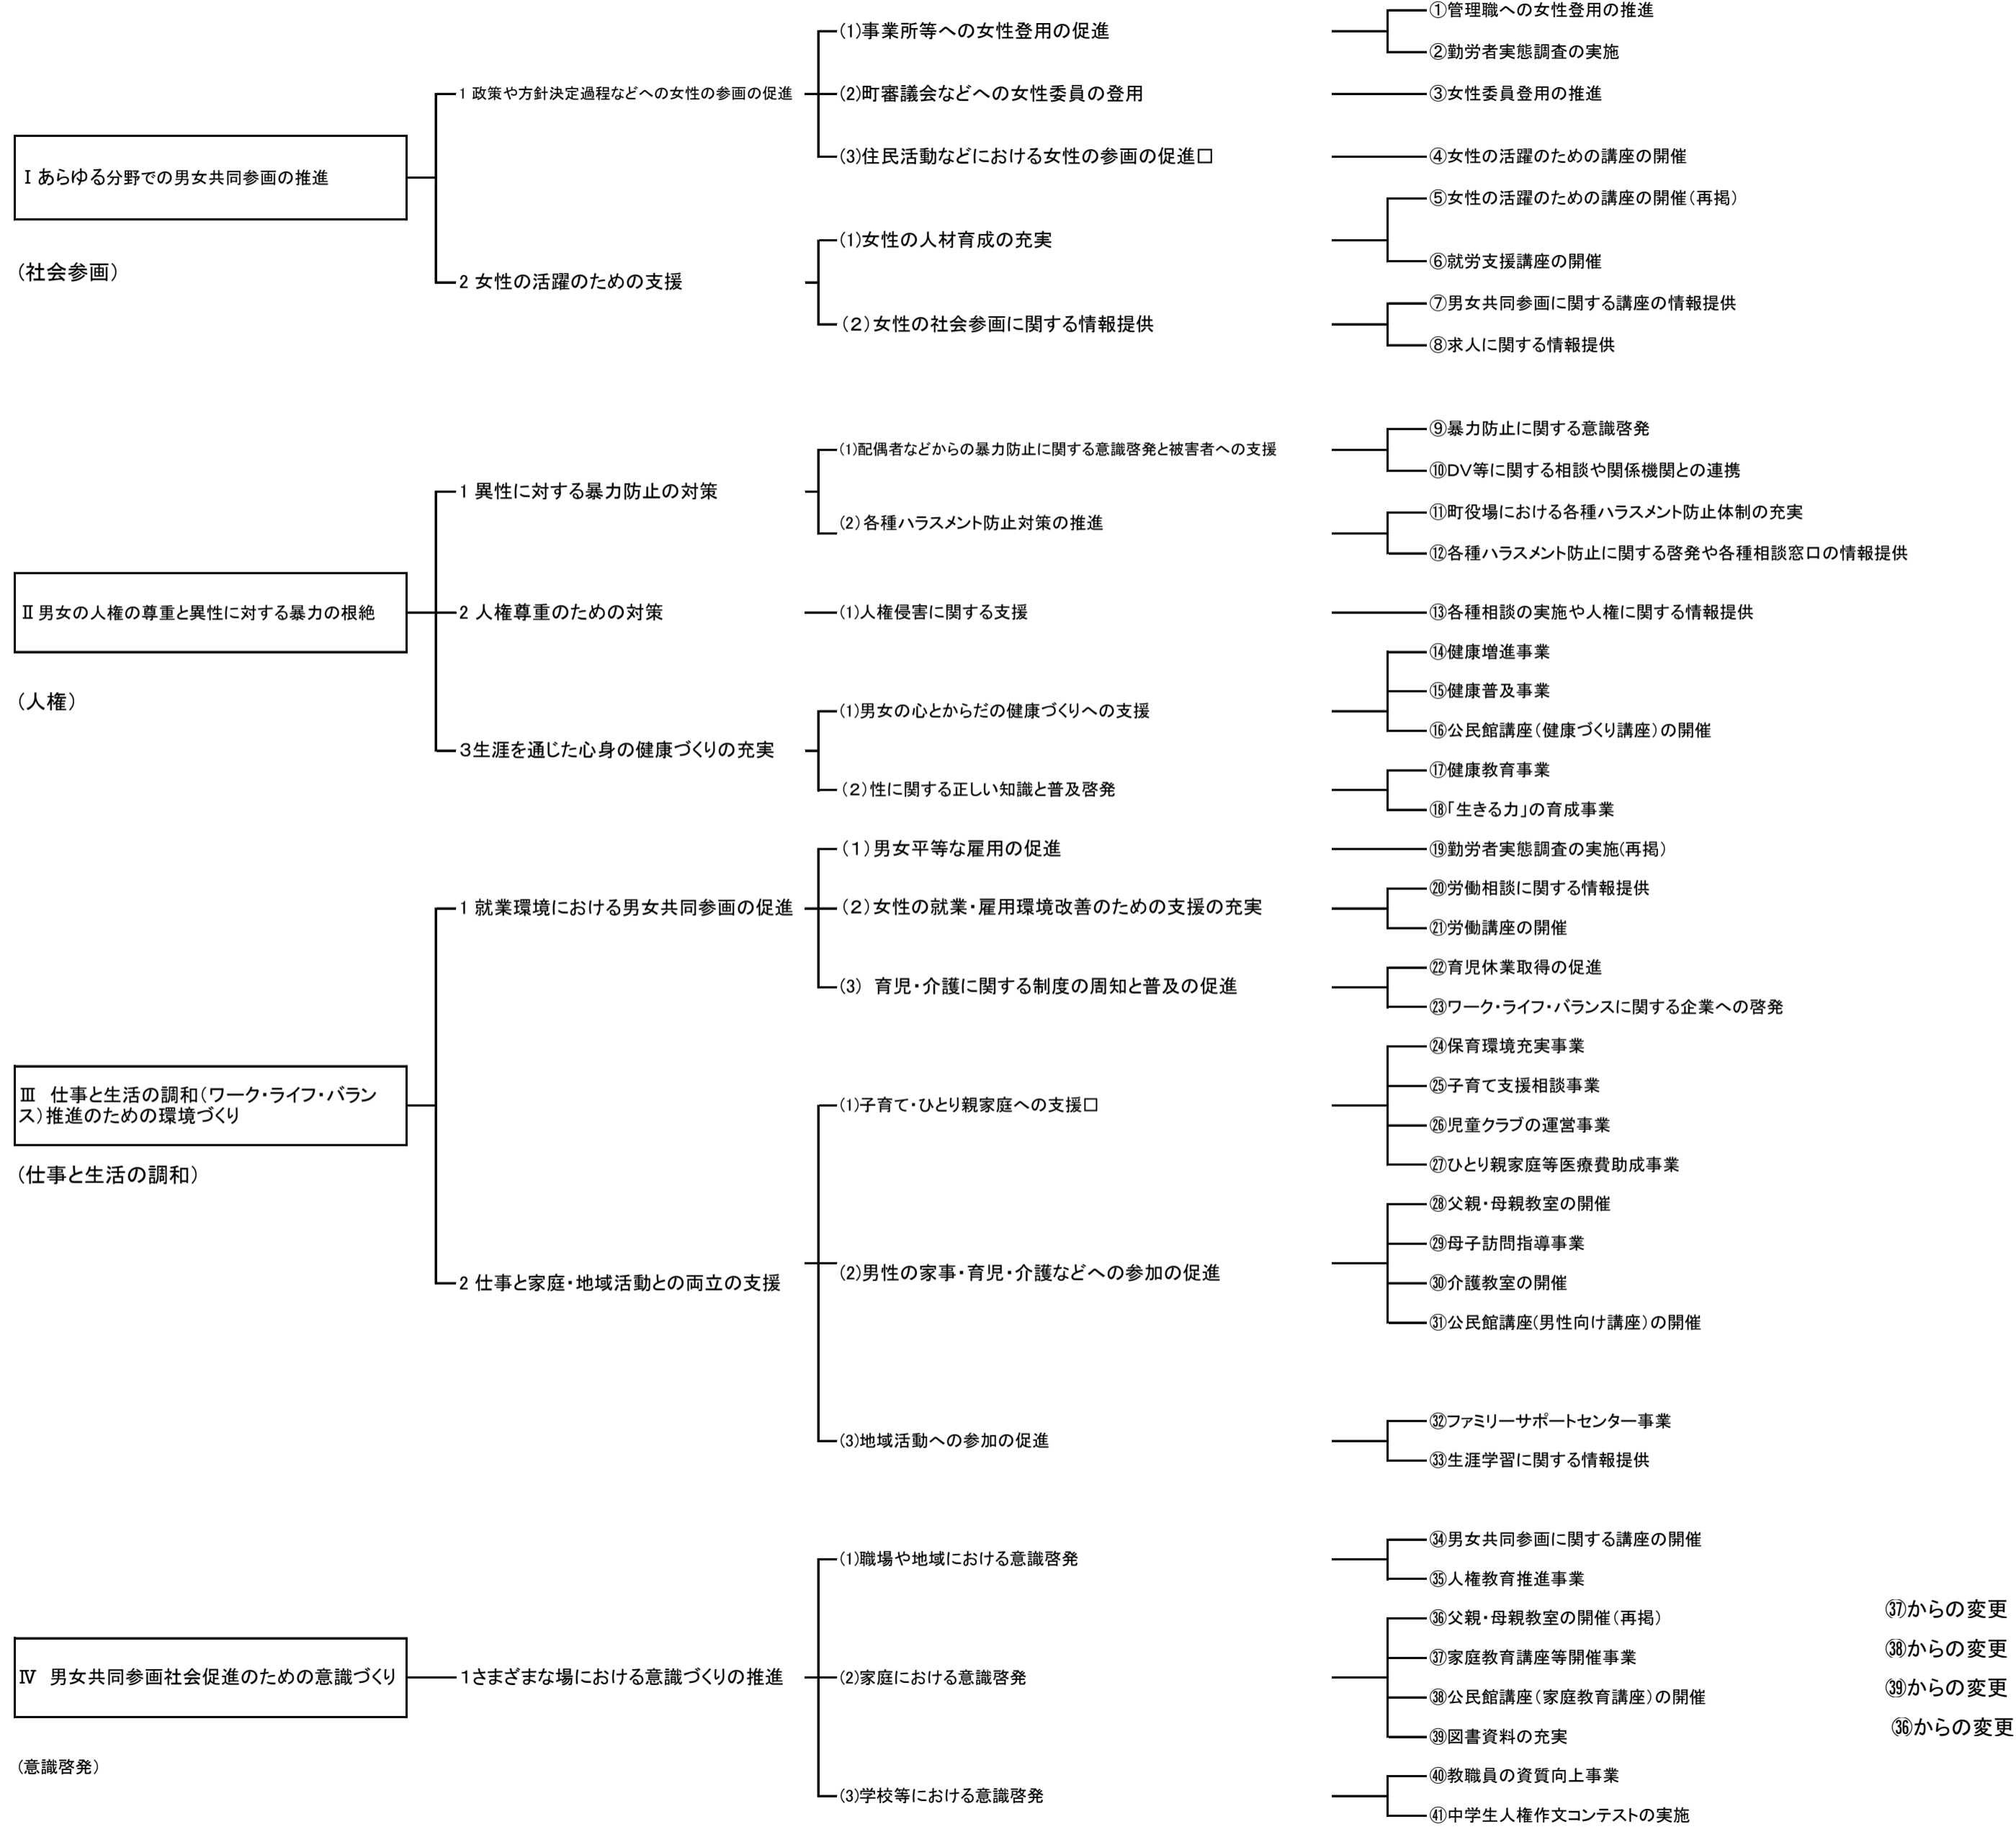 Ⅰ あらゆる分野での男女共同参画の推進
(社会参画)
1 政策や方針決定過程などへの女性の参画の促進
(1)事業所等への女性登用の促進
①管理職への女性登用の推進
②勤労者実態調査の実施
(2)町審議会などへの女性委員の登用
③女性委員登用の推進
(3)住民活動などにおける女性の参画の促進□
④女性の活躍のための講座の開催
2 女性の活躍のための支援
(1)女性の人材育成の充実
⑤女性の活躍のための講座の開催(再掲)
⑥就労支援講座の開催
(2)女性の社会参画に関する情報提供
⑦男女共同参画に関する講座の情報提供
⑧求人に関する情報提供
Ⅱ 男女の人権の尊重と異性に対する暴力の根絶
(人権)
1 異性に対する暴力防止の対策
(1)配偶者などからの暴力防止に関する意識啓発と被害者への支援
⑨暴力防止に関する意識啓発
⑩DV等に関する相談や関係機関との連携
(2)各種ハラスメント防止対策の推進
⑪町役場における各種ハラスメント防止体制の充実
⑫各種ハラスメント防止に関する啓発や各種相談窓口の情報提供
2 人権尊重のための対策
(1)人権侵害に関する支援
⑬各種相談の実施や人権に関する情報提供
3生涯を通じた心身の健康づくりの充実
(1)男女の心とからだの健康づくりへの支援
⑭健康増進事業
⑮健康普及事業
⑯公民館講座(健康づくり講座)の開催
(2)性に関する正しい知識と普及啓発
⑰健康教育事業
⑱「生きる力」の育成事業
Ⅲ 仕事と生活の調和(ワーク・ライフ・バラン
ス)推進のための環境づくり
(仕事と生活の調和)
1 就業環境における男女共同参画の促進
(1)男女平等な雇用の促進
⑲勤労者実態調査の実施(再掲)
(2)女性の就業・雇用環境改善のための支援の充実
⑳労働相談に関する情報提供
㉑労働講座の開催
(3) 育児・介護に関する制度の周知と普及の促進
㉒育児休業取得の促進
㉓ワーク・ライフ・バランスに関する企業への啓発
2 仕事と家庭・地域活動との両立の支援
(1)子育て・ひとり親家庭への支援□
㉔保育環境充実事業
㉕子育て支援相談事業
㉖児童クラブの運営事業
㉗ひとり親家庭等医療費助成事業
(2)男性の家事・育児・介護などへの参加の促進
㉘父親・母親教室の開催
㉙母子訪問指導事業
㉚介護教室の開催
㉛公民館講座(男性向け講座)の開催
(3)地域活動への参加の促進
㉜ファミリーサポートセンター事業
㉝生涯学習に関する情報提供
Ⅳ 男女共同参画社会促進のための意識づくり
(意識啓発)
1さまざまな場における意識づくりの推進
(1)職場や地域における意識啓発
㉞男女共同参画に関する講座の開催
㉟人権教育推進事業
(2)家庭における意識啓発
㊱父親・母親教室の開催(再掲)
㊲からの変更
㊲家庭教育講座等開催事業
㊳からの変更
㊳公民館講座(家庭教育講座)の開催
㊴からの変更
㊴図書資料の充実
㊱からの変更
(3)学校等における意識啓発
㊵教職員の資質向上事業
㊶中学生人権作文コンテストの実施